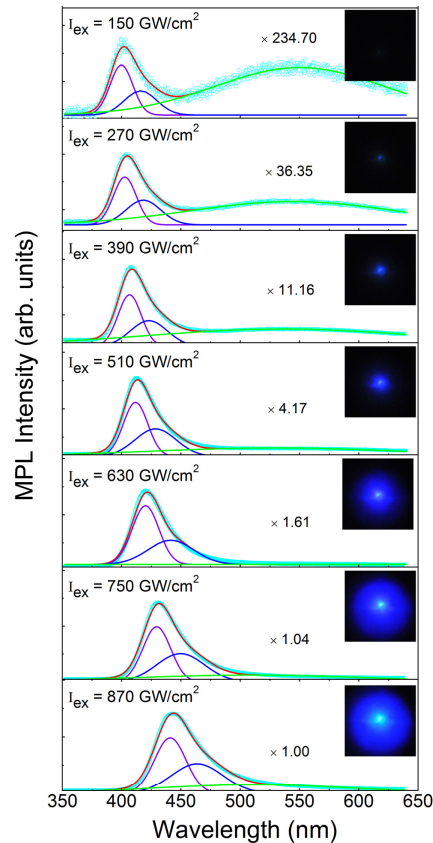 I_ex = 150 GW/cm²
× 234.70
I_ex = 270 GW/cm²
× 36.35
I_ex = 390 GW/cm²
× 11.16
I_ex = 510 GW/cm²
× 4.17
I_ex = 630 GW/cm²
× 1.61
I_ex = 750 GW/cm²
× 1.04
I_ex = 870 GW/cm²
× 1.00
MPL Intensity (arb. units)
350 400 450 500 550 600 650
Wavelength (nm)